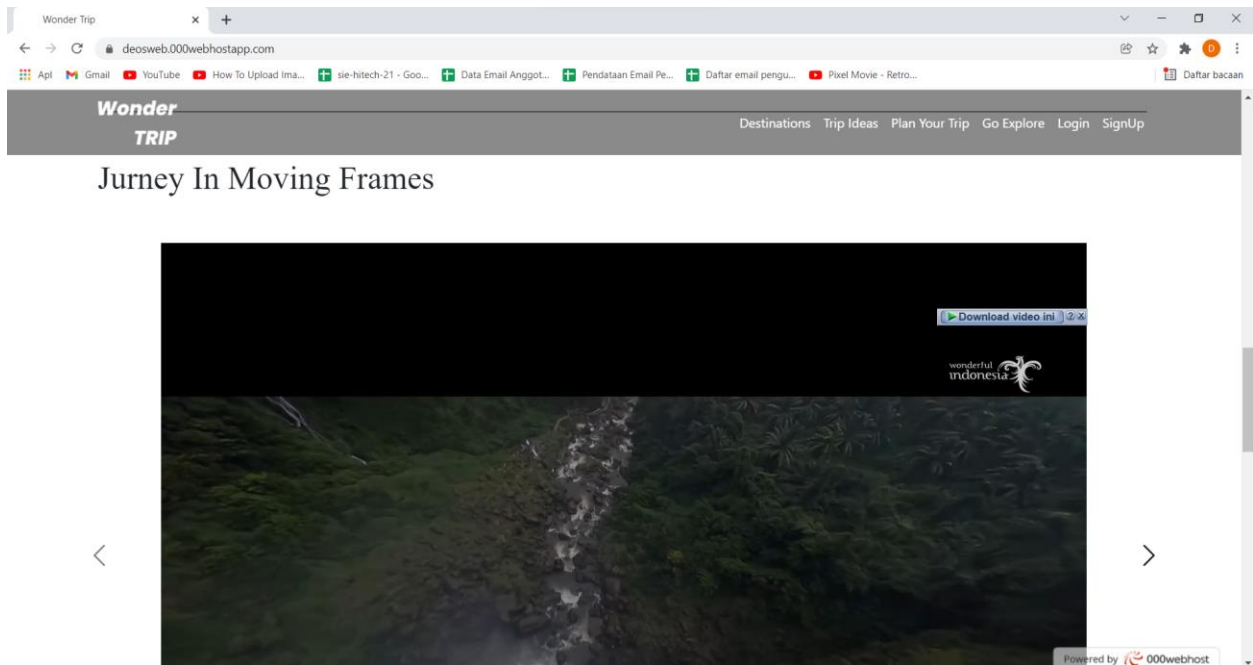 Wonder Trip
deosweb.000webhostapp.com
Apl Gmail YouTube How To Upload Ima... sie-hitech-21 - Goo... Data Email Anggot... Pendataan Email Pe... Daftar email pengu... Pixel Movie - Retro... Daftar bacaan
Wonder
TRIP
Destinations Trip Ideas Plan Your Trip Go Explore Login SignUp
Jurney In Moving Frames
Download video ini ? X
wonderful
indonesia
Powered by 000webhost